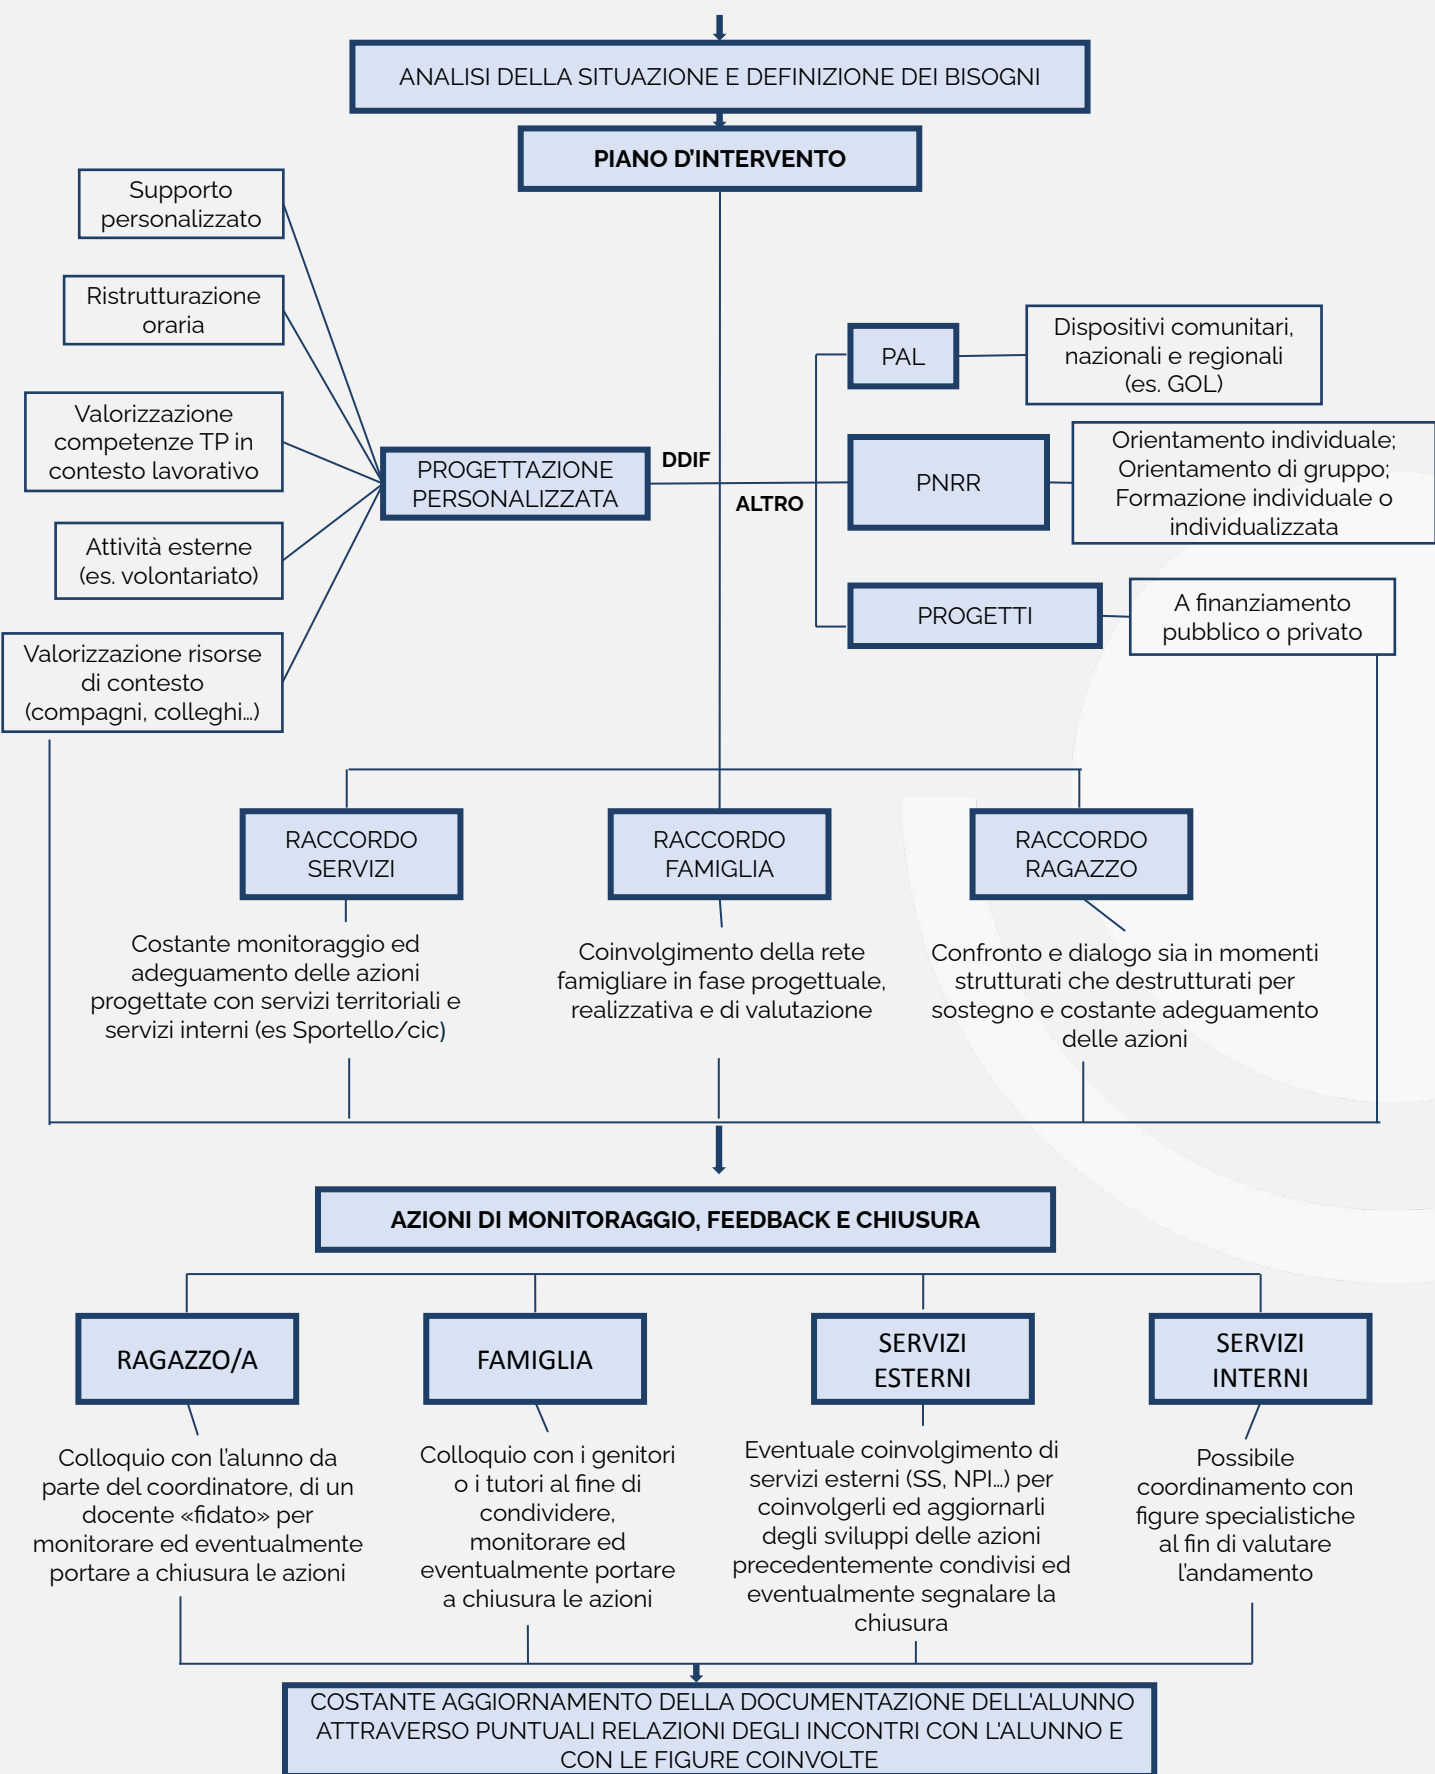 ANALISI DELLA SITUAZIONE E DEFINIZIONE DEI BISOGNI
PIANO D'INTERVENTO
Supporto
personalizzato
Ristrutturazione
oraria
Valorizzazione
competenze TP in
contesto lavorativo
Attività esterne
(es. volontariato)
Valorizzazione risorse
di contesto
(compagni, colleghi…)
PROGETTAZIONE
PERSONALIZZATA
DDIF
ALTRO
PAL
Dispositivi comunitari,
nazionali e regionali
(es. GOL)
PNRR
Orientamento individuale;
Orientamento di gruppo;
Formazione individuale o
individualizzata
PROGETTI
A finanziamento
pubblico o privato
RACCORDO
SERVIZI
Costante monitoraggio ed
adeguamento delle azioni
progettate con servizi territoriali e
servizi interni (es Sportello/cic)
RACCORDO
FAMIGLIA
Coinvolgimento della rete
famigliare in fase progettuale,
realizzativa e di valutazione
RACCORDO
RAGAZZO
Confronto e dialogo sia in momenti
strutturati che destrutturati per
sostegno e costante adeguamento
delle azioni
AZIONI DI MONITORAGGIO, FEEDBACK E CHIUSURA
RAGAZZO/A
Colloquio con l'alunno da
parte del coordinatore, di un
docente «fidato» per
monitorare ed eventualmente
portare a chiusura le azioni
FAMIGLIA
Colloquio con i genitori
o i tutori al fine di
condividere,
monitorare ed
eventualmente portare
a chiusura le azioni
SERVIZI
ESTERNI
Eventuale coinvolgimento di
servizi esterni (SS, NPI…) per
coinvolgerli ed aggiornarli
degli sviluppi delle azioni
precedentemente condivisi ed
eventualmente segnalare la
chiusura
SERVIZI
INTERNI
Possibile
coordinamento con
figure specialistiche
al fin di valutare
l'andamento
COSTANTE AGGIORNAMENTO DELLA DOCUMENTAZIONE DELL'ALUNNO
ATTRAVERSO PUNTUALI RELAZIONI DEGLI INCONTRI CON L'ALUNNO E
CON LE FIGURE COINVOLTE